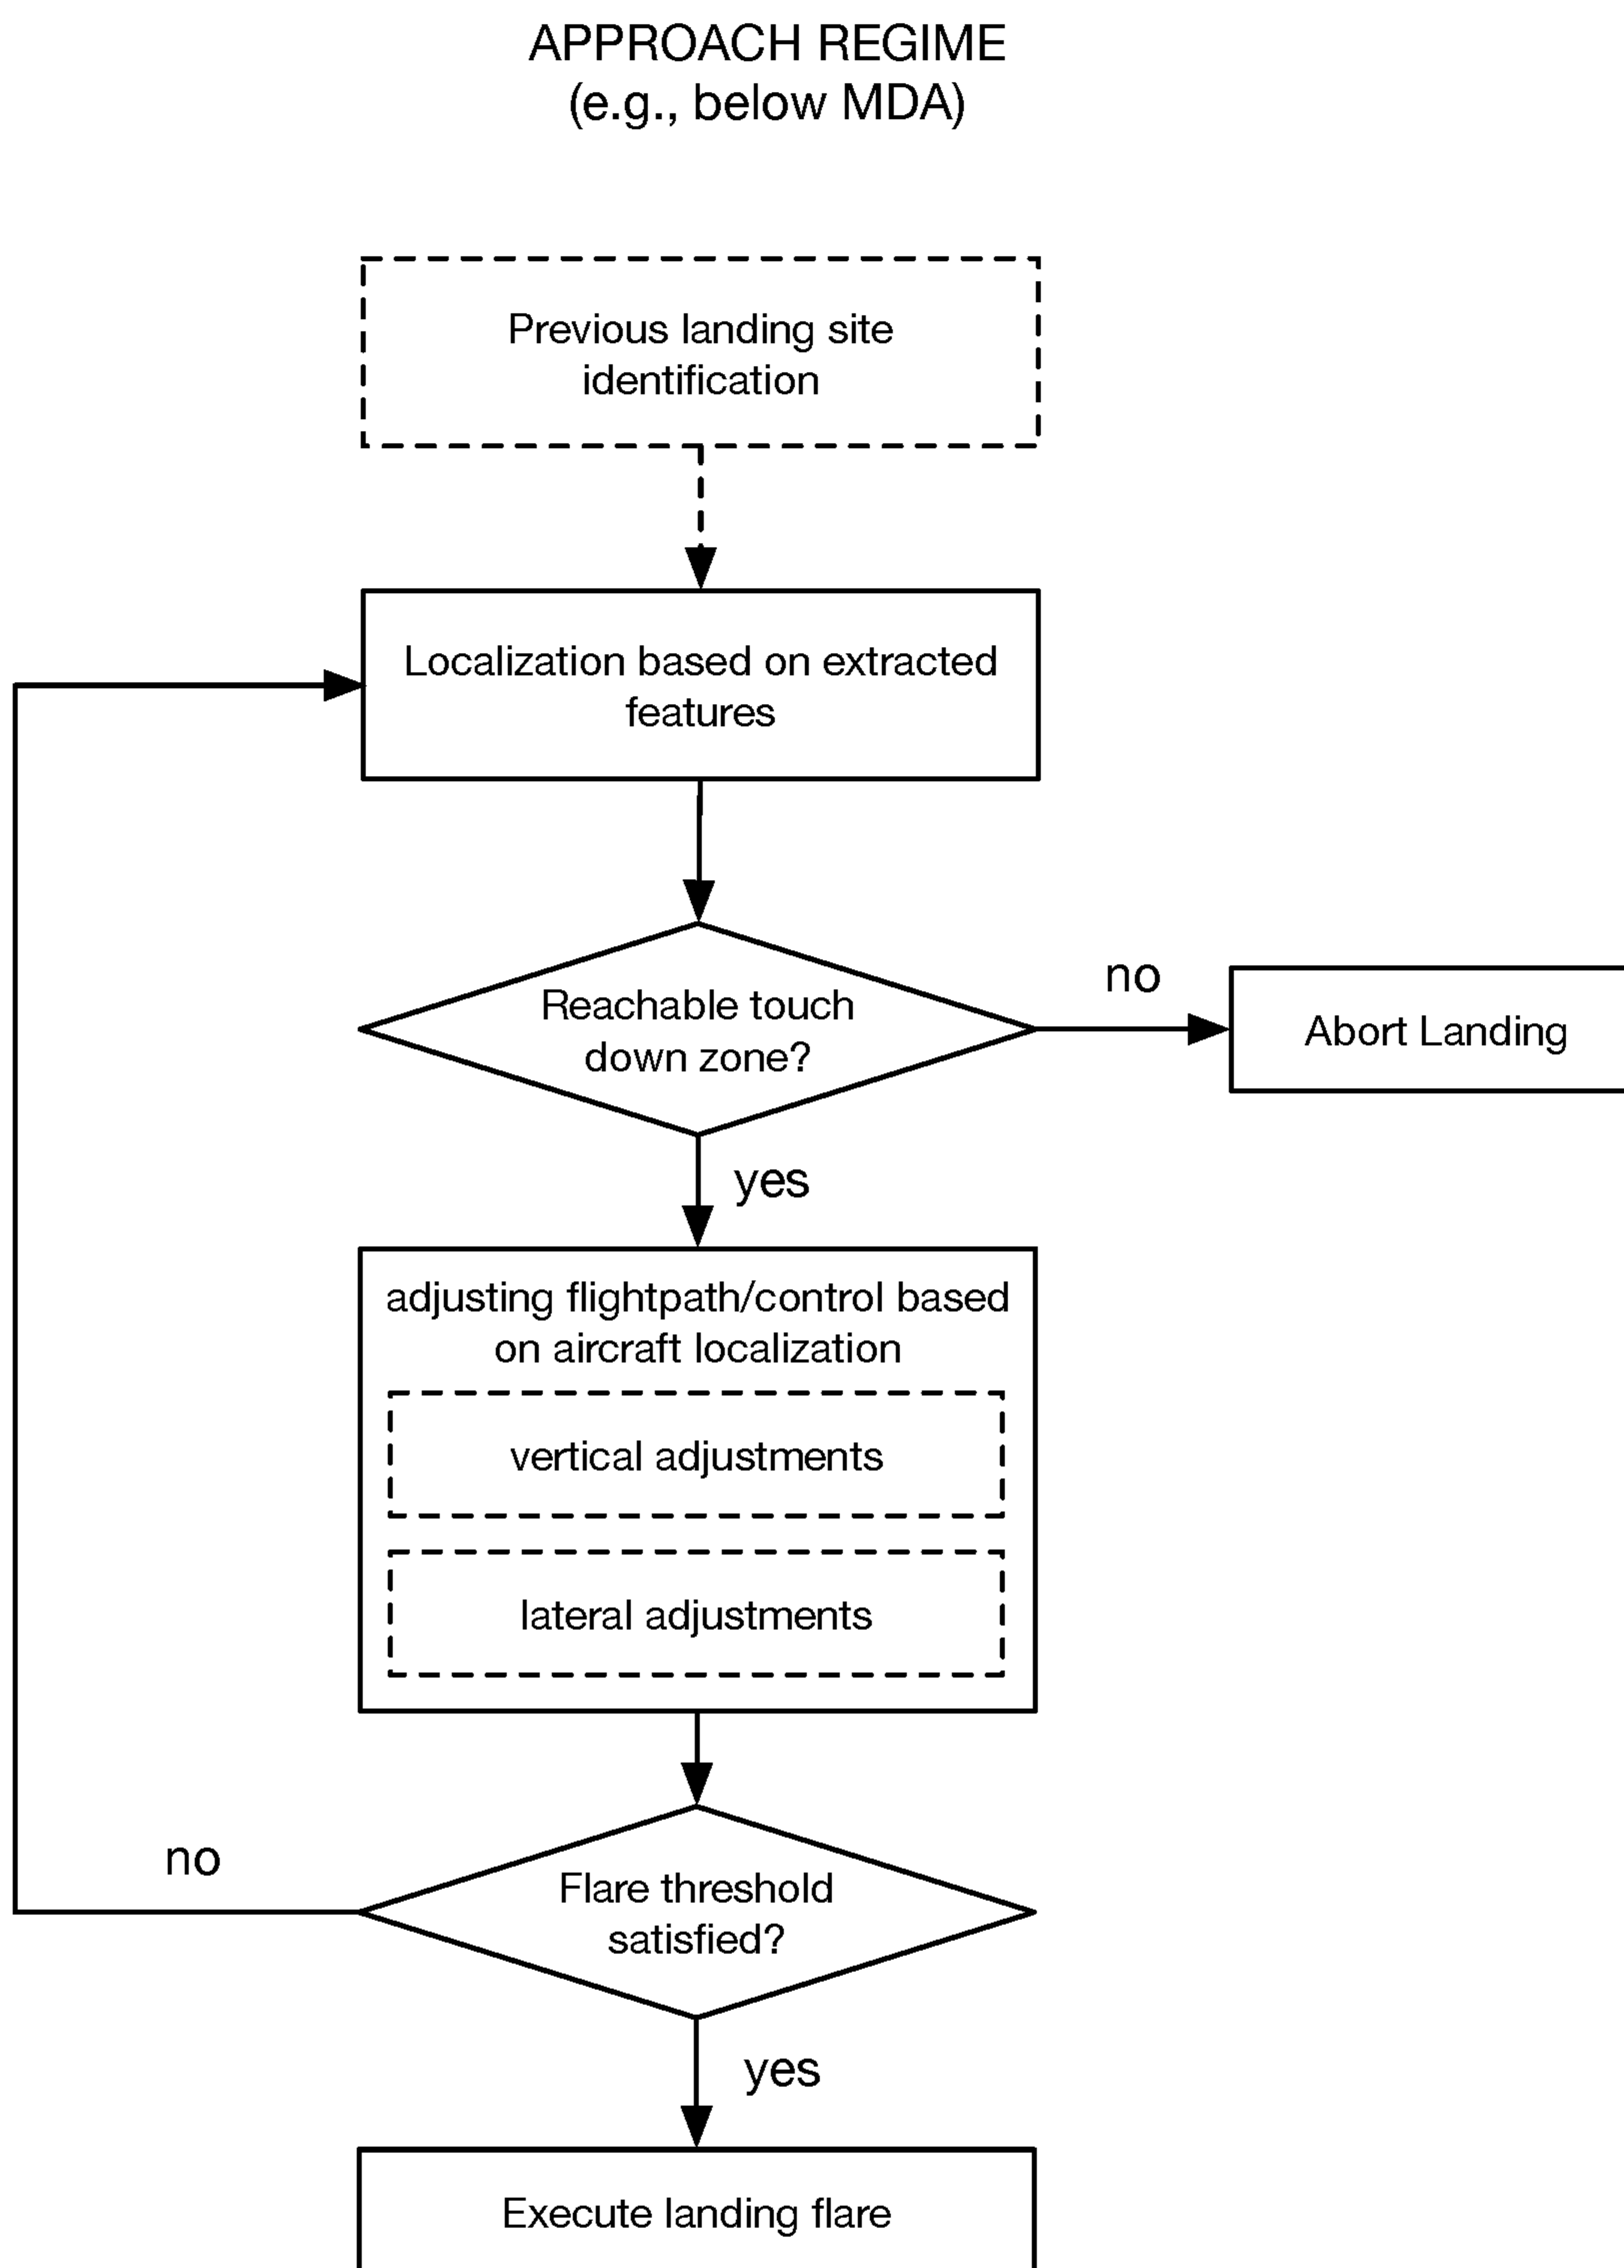 APPROACH REGIME
(e.g., below MDA)
Previous landing site
identification
Localization based on extracted
features
Reachable touch
down zone?
no
Abort Landing
yes
adjusting flightpath/control based
on aircraft localization
vertical adjustments
lateral adjustments
no
Flare threshold
satisfied?
yes
Execute landing flare